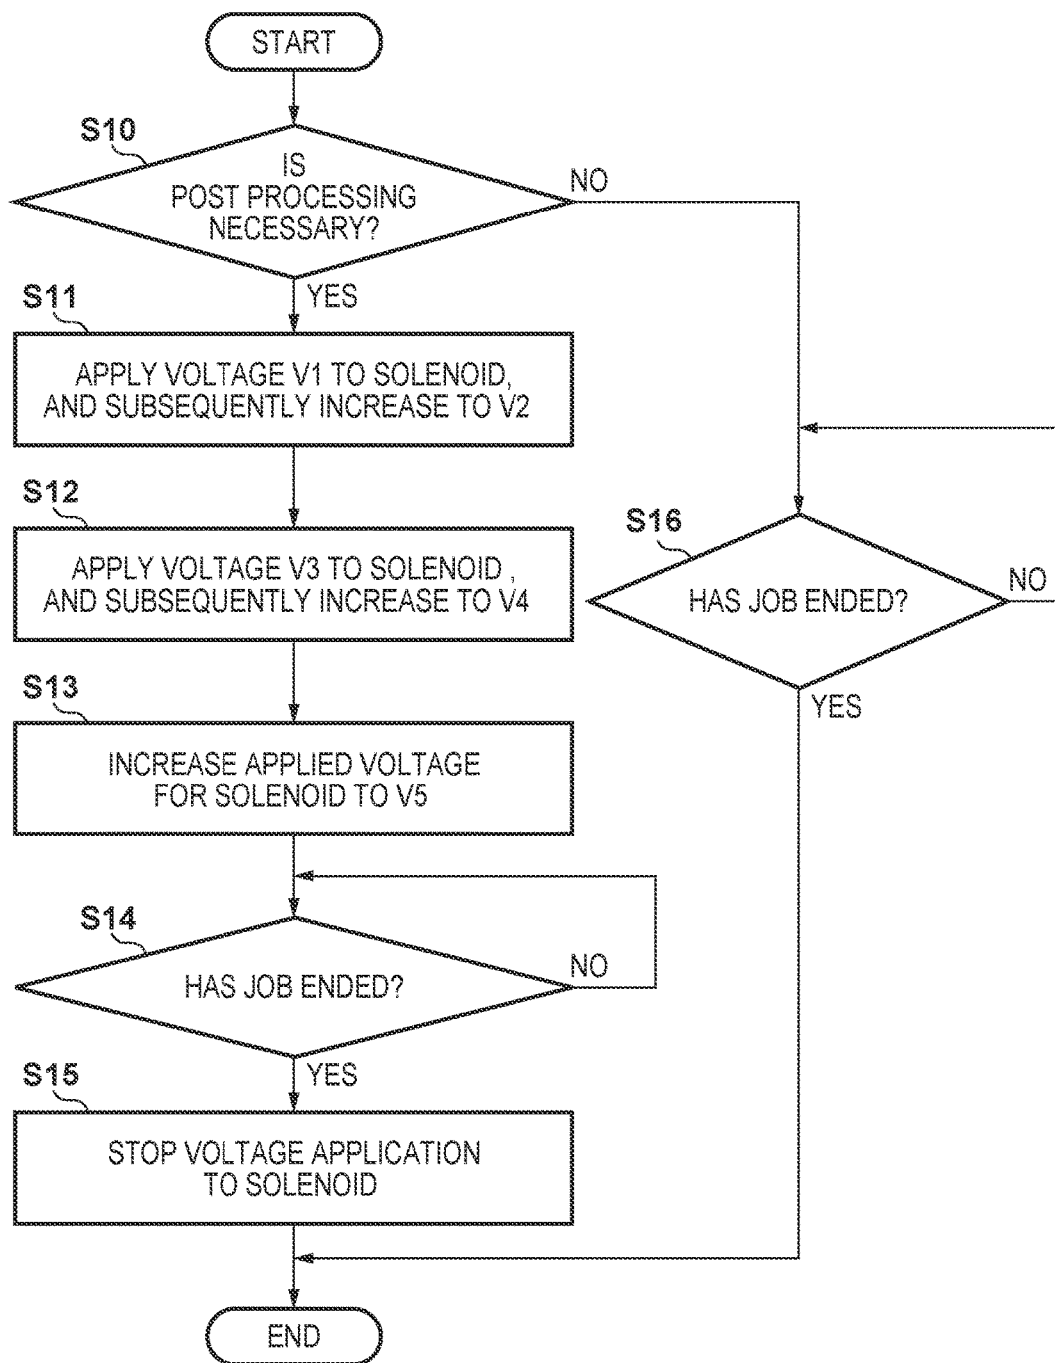 START
S10
IS
POST PROCESSING
NECESSARY?
NO
YES
S11
APPLY VOLTAGE V1 TO SOLENOID,
AND SUBSEQUENTLY INCREASE TO V2
S12
APPLY VOLTAGE V3 TO SOLENOID ,
AND SUBSEQUENTLY INCREASE TO V4
S16
HAS JOB ENDED?
NO
YES
S13
INCREASE APPLIED VOLTAGE
FOR SOLENOID TO V5
S14
HAS JOB ENDED?
NO
YES
S15
STOP VOLTAGE APPLICATION
TO SOLENOID
END